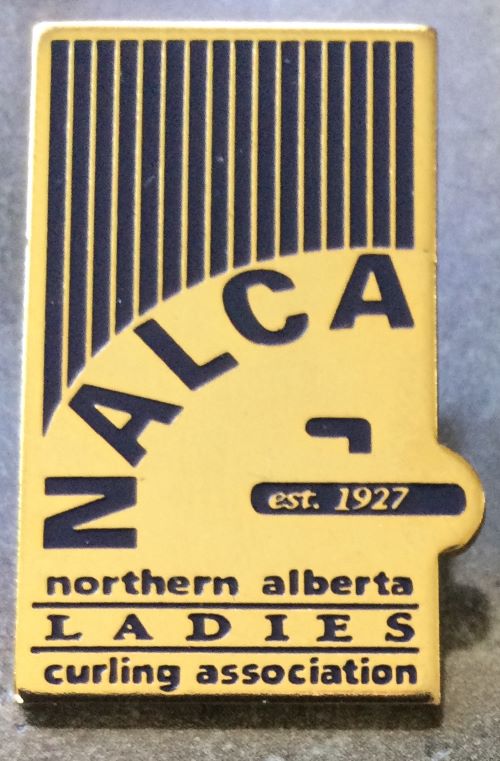 NALCA
est. 1927
northern alberta
LADIES
curling association